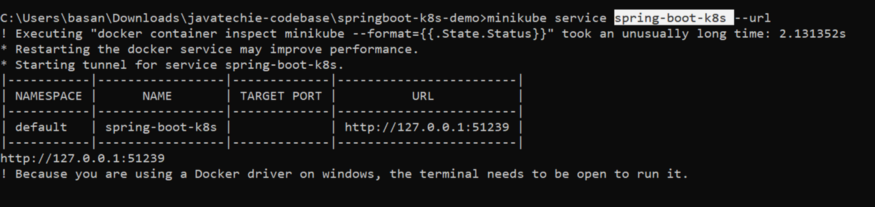 C:\Users\basan\Downloads\javatechie-codebase\springboot-k8s-demo>minikube service spring-boot-k8s --url
! Executing "docker container inspect minikube --format={{.State.Status}}" took an unusually long time: 2.131352s
* Restarting the docker service may improve performance.
* Starting tunnel for service spring-boot-k8s.
|-----------|-----------------|-------------|------------------------|
| NAMESPACE |      NAME       | TARGET PORT |          URL           |
|-----------|-----------------|-------------|------------------------|
| default   | spring-boot-k8s |             | http://127.0.0.1:51239 |
|-----------|-----------------|-------------|------------------------|
http://127.0.0.1:51239
! Because you are using a Docker driver on windows, the terminal needs to be open to run it.